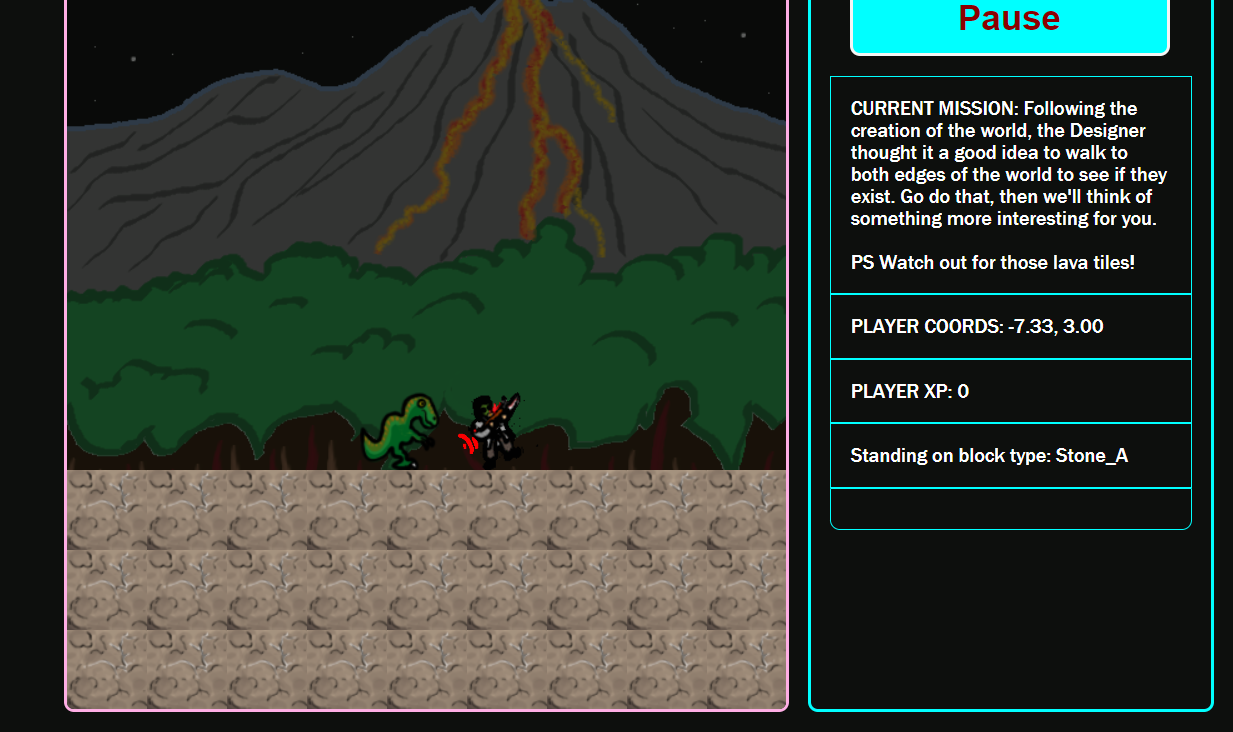 Pause
CURRENT MISSION: Following the
creation of the world, the Designer
thought it a good idea to walk to
both edges of the world to see if they
exist. Go do that, then we'll think of
something more interesting for you.
PS Watch out for those lava tiles!
PLAYER COORDS: -7.33, 3.00
PLAYER XP: 0
Standing on block type: Stone_A